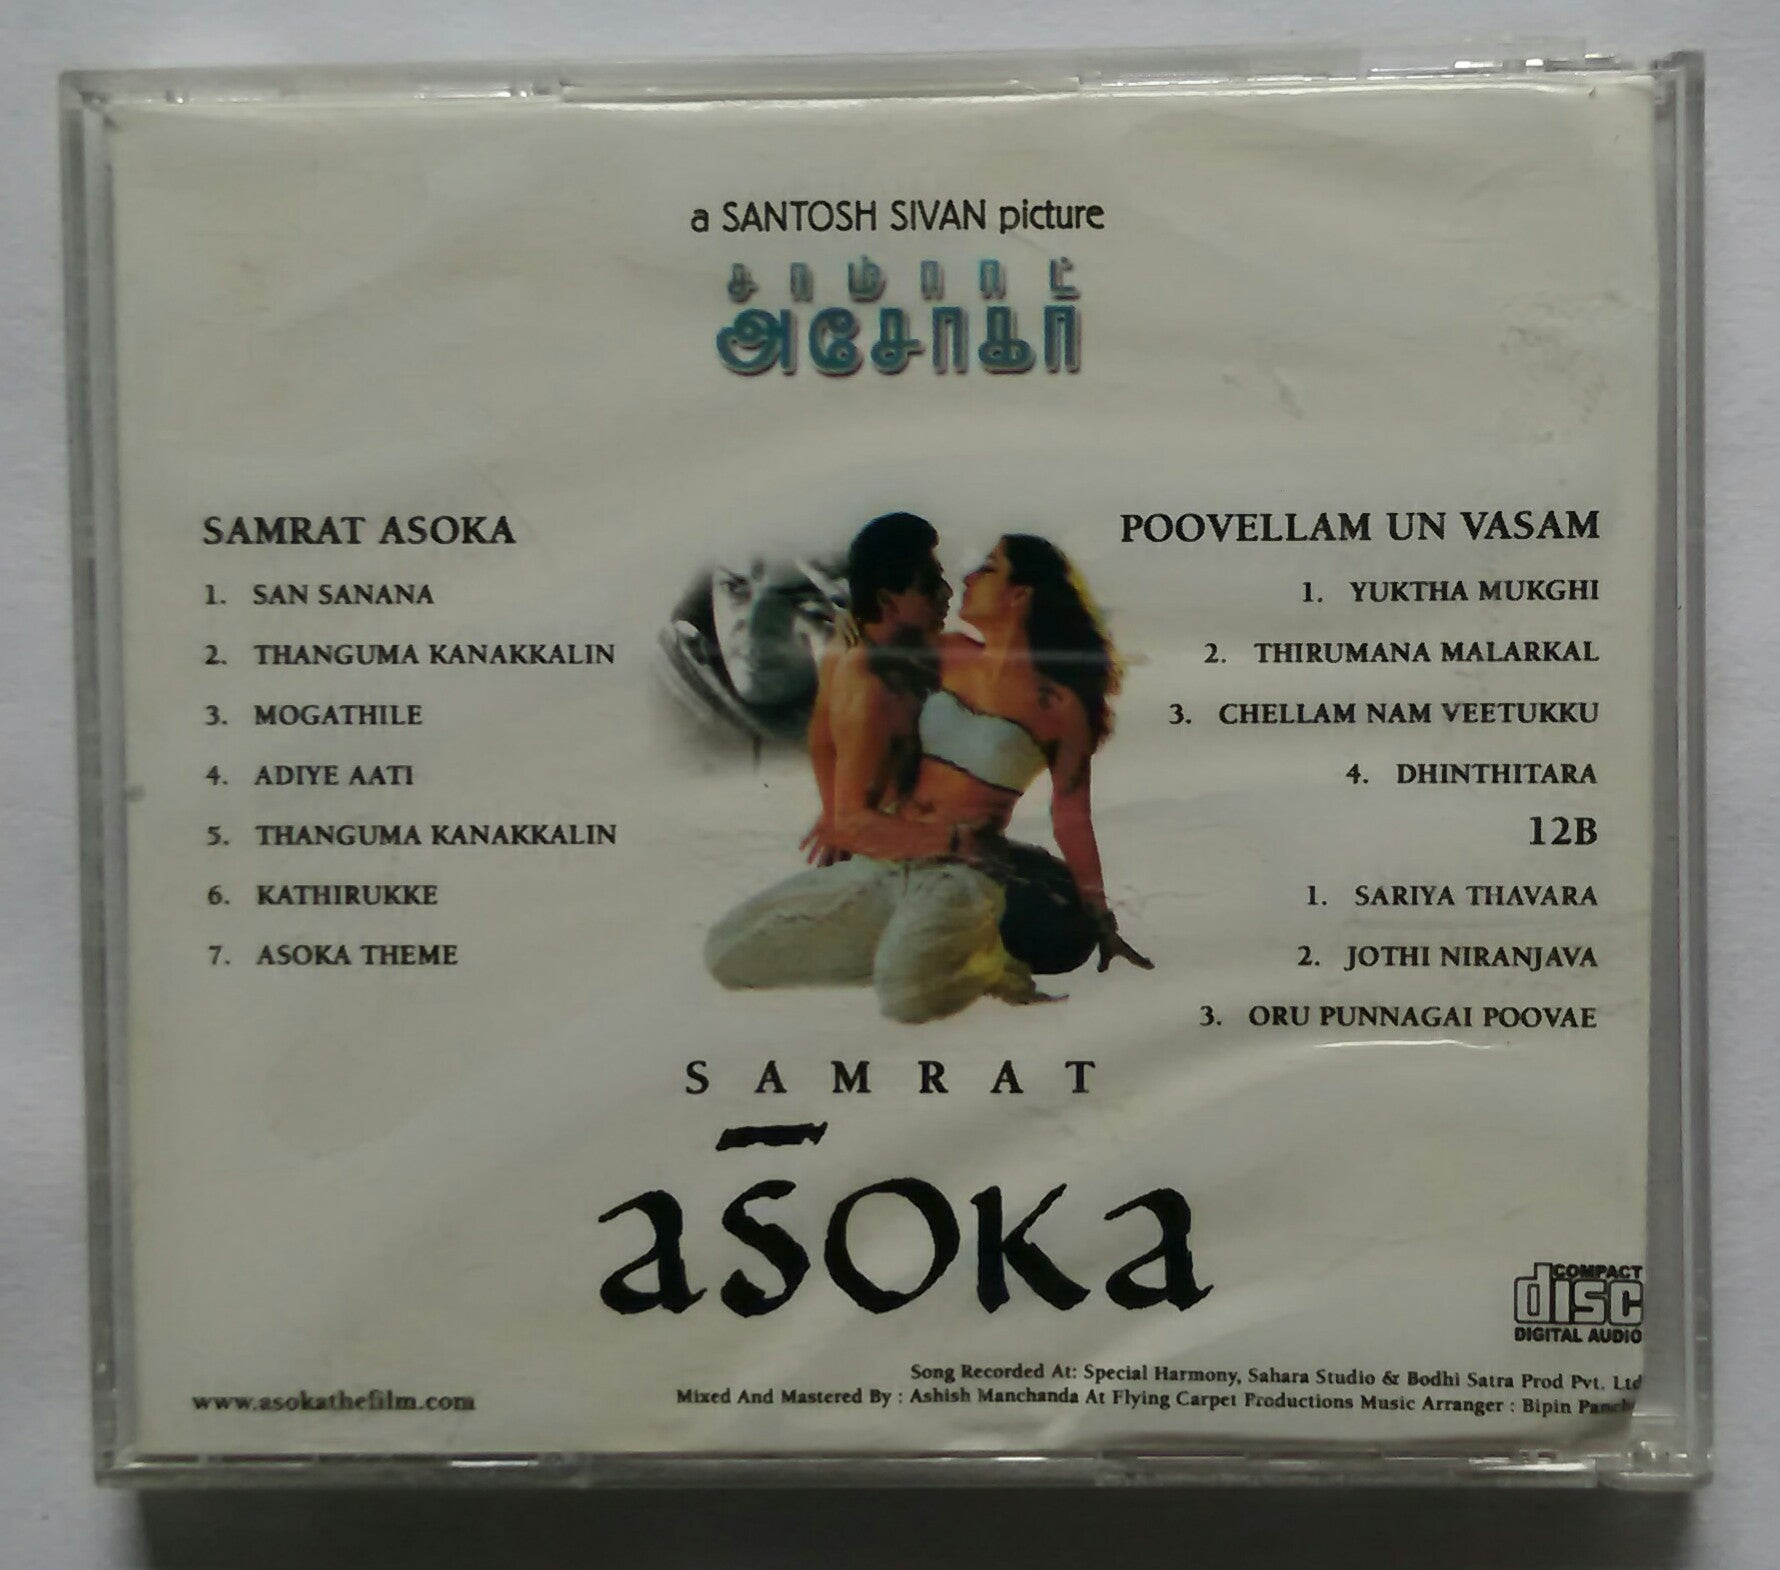 a SANTOSH SIVAN picture
சாம்ராட்
அசோகா
SAMRAT ASOKA
1. SAN SANANA
2. THANGUMA KANAKKALIN
3. MOGATHILE
4. ADIYE AATI
5. THANGUMA KANAKKALIN
6. KATHIRUKKE
7. ASOKA THEME
POOVELLAM UN VASAM
1. YUKTHA MUKGHI
2. THIRUMANA MALARKAL
3. CHELLAM NAM VEETUKKU
4. DHINTHITARA
12B
1. SARIYA THAVARA
2. JOTHI NIRANJAVA
3. ORU PUNNAGAI POOVAE
SAMRAT
aśōka
COMPACT
disc
DIGITAL AUDIO
Song Recorded At: Special Harmony, Sahara Studio & Bodhi Satra Prod Pvt. Ltd
www.asokathefilm.com
Mixed And Mastered By : Ashish Manchanda At Flying Carpet Productions Music Arranger : Bipin